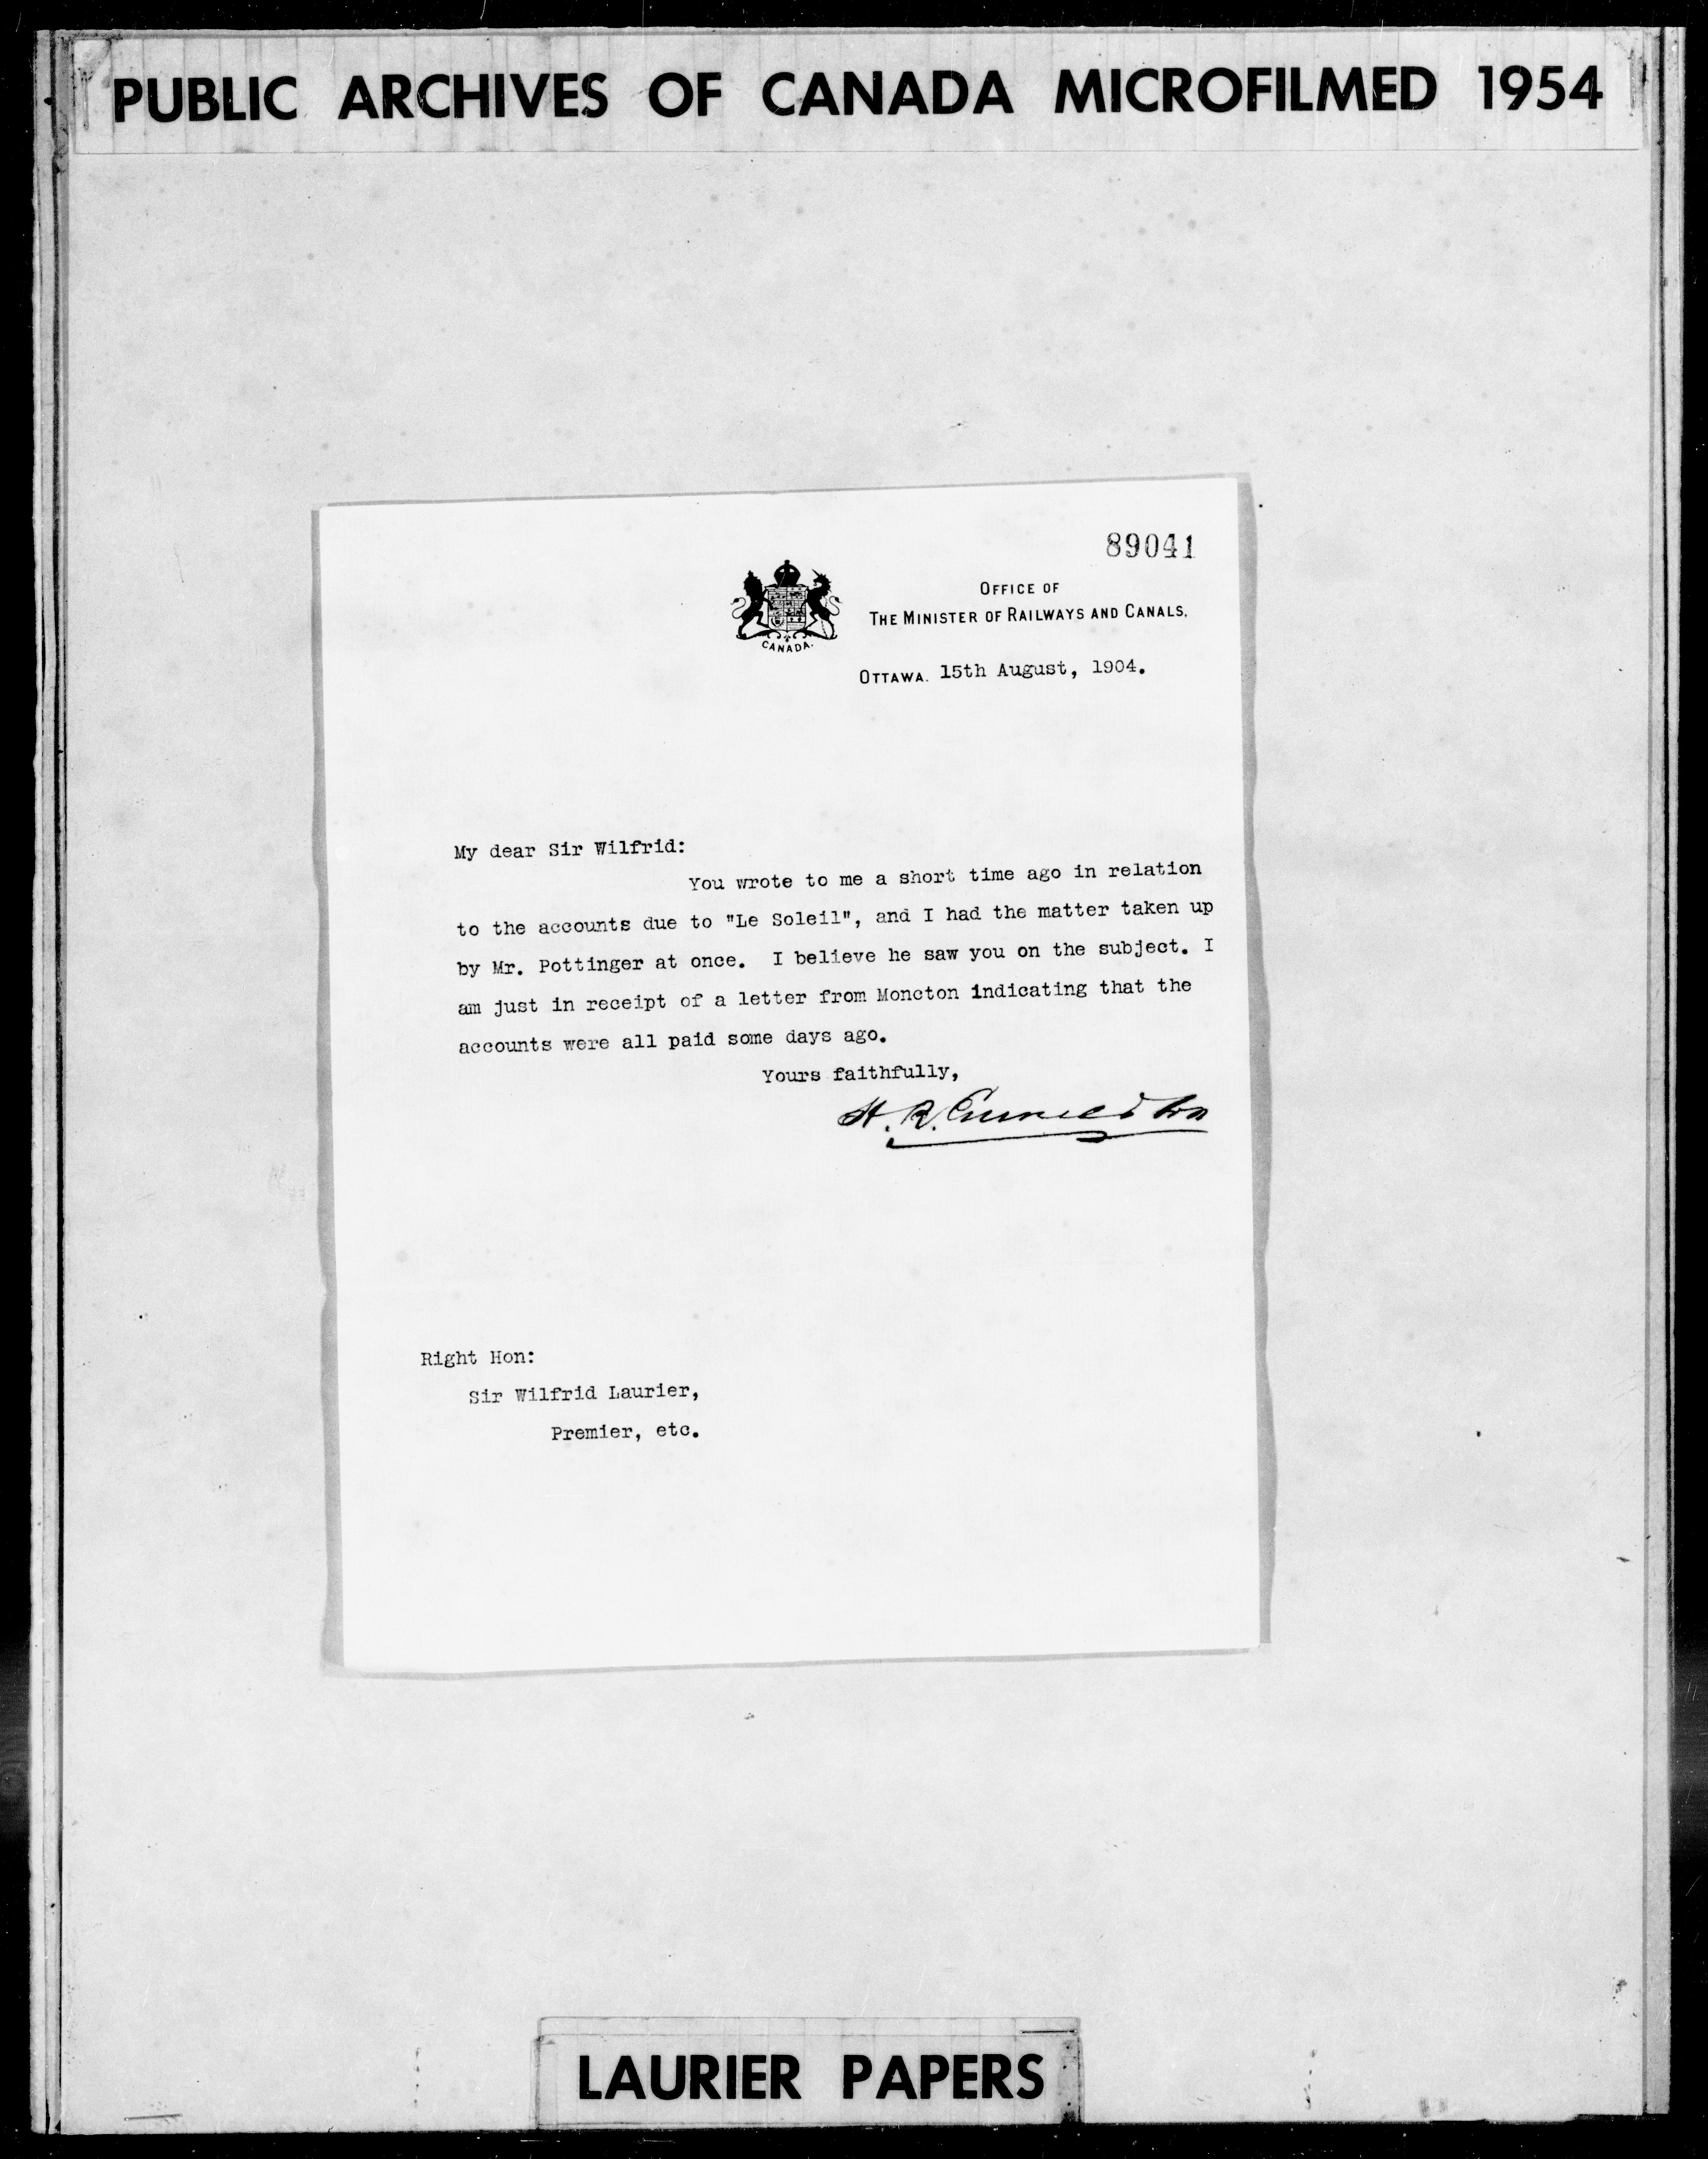 PUBLIC ARCHIVES OF CANADA MICROFILMED 1954
89041
OFFICE OF
THE MINISTER OF RAILWAYS AND CANALS.
CANADA.
OTTAWA. 15th August, 1904.
My dear Sir Wilfrid:
You wrote to me a short time ago in relation
to the accounts due to "Le Soleil", and I had the matter taken up
by Mr. Pottinger at once. I believe he saw you on the subject. I
am just in receipt of a letter from Moncton indicating that the
accounts were all paid some days ago.
Yours faithfully,
H. R. Emmerson
Right Hon:
Sir Wilfrid Laurier,
Premier, etc.
LAURIER PAPERS